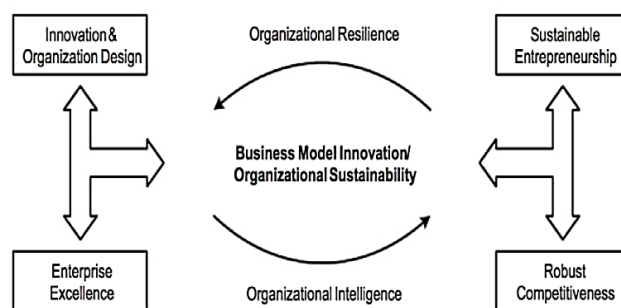 Innovation &
Organization Design
Organizational Resilience
Sustainable
Entrepreneurship
Business Model Innovation/
Organizational Sustainability
Enterprise
Excellence
Organizational Intelligence
Robust
Competitiveness